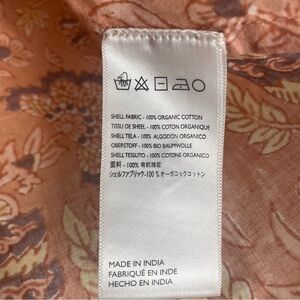 SHELL FABRIC - 100% ORGANIC COTTON
TISSU DE SHEEL - 100% COTON ORGANIQUE
SHELL TELA - 100% ALGODÓN ORGANICO
OBERSTOFF - 100% BIO BAUMWOLLE
SHELL TESSUTO - 100% COTONE ORGANICO
面料 - 100% 有机棉花
シェルファブリック-100% オーガニックコットン
MADE IN INDIA
FABRIQUÉ EN INDE
HECHO EN INDIA